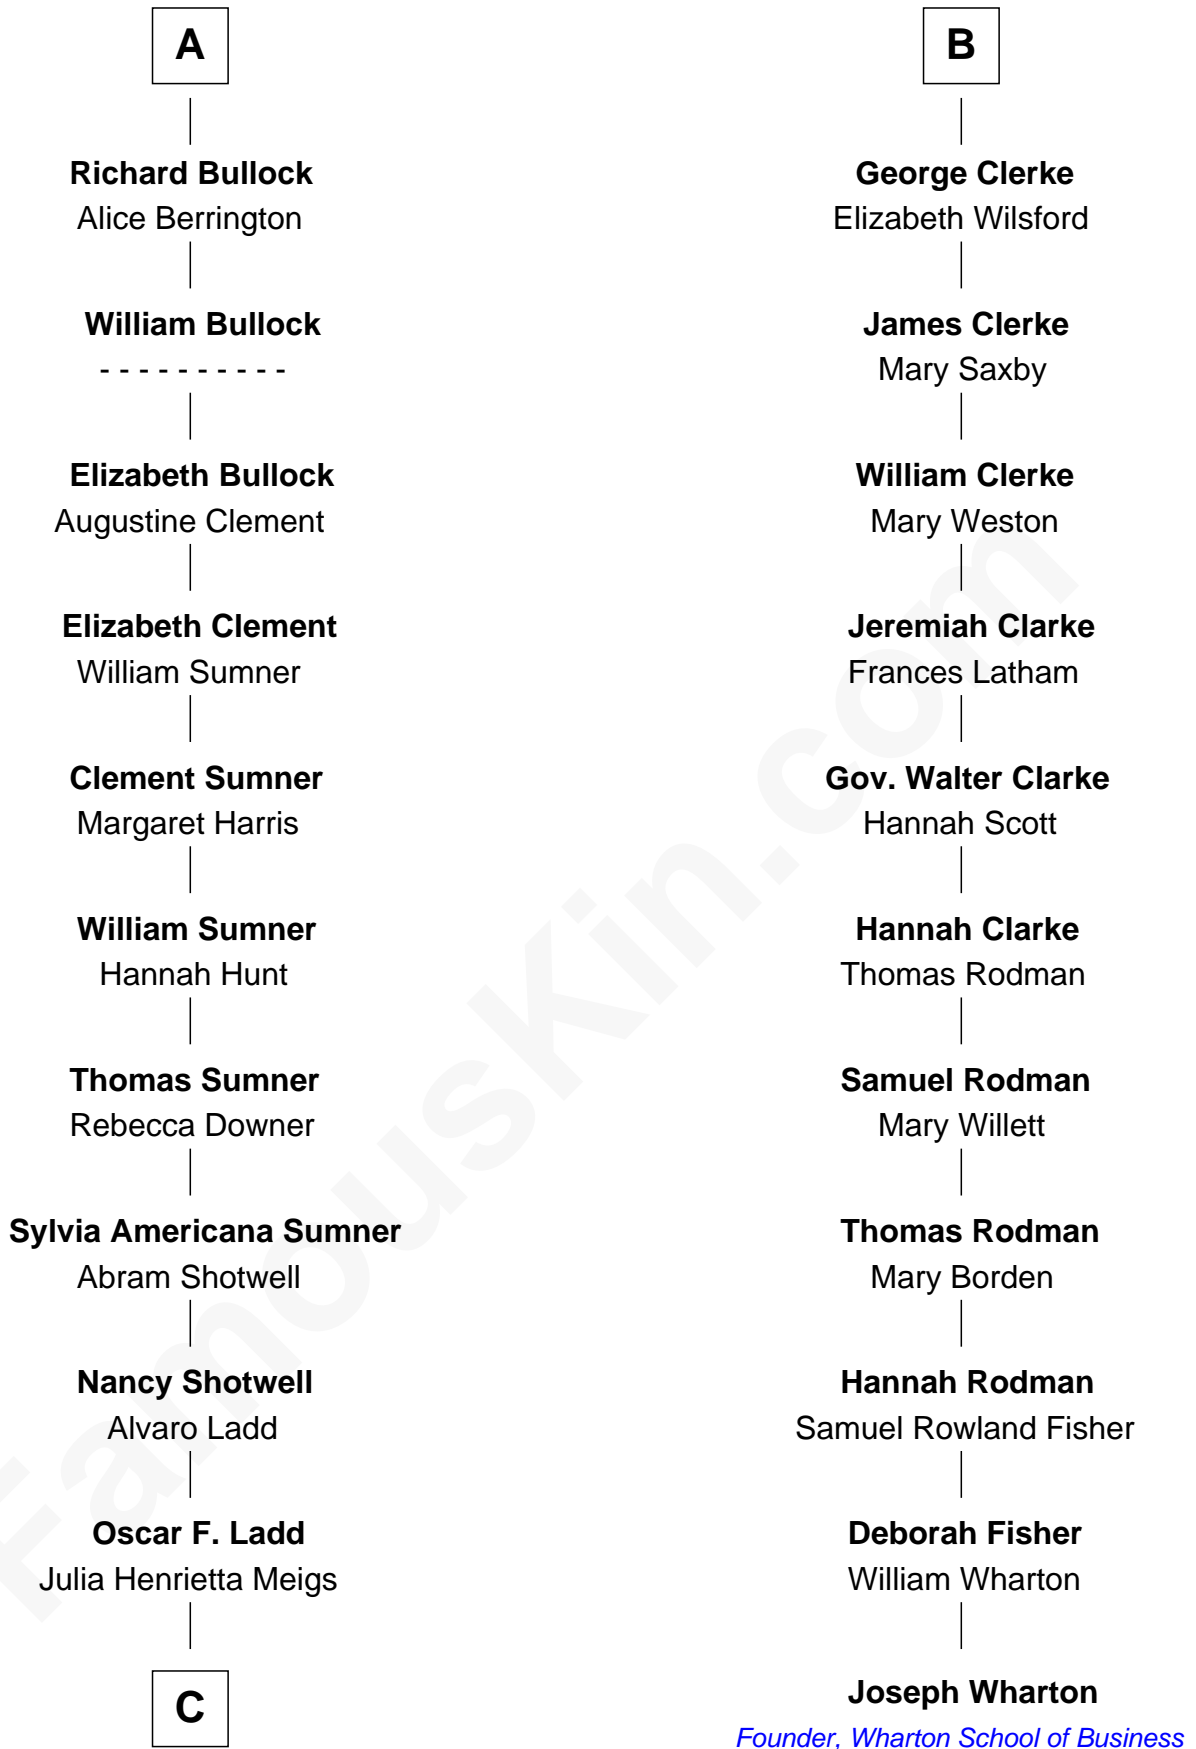 A
Richard Bullock
Alice Berrington
William Bullock
- - - - - - - - - -
Elizabeth Bullock
Augustine Clement
Elizabeth Clement
William Sumner
Clement Sumner
Margaret Harris
William Sumner
Hannah Hunt
Thomas Sumner
Rebecca Downer
Sylvia Americana Sumner
Abram Shotwell
Nancy Shotwell
Alvaro Ladd
Oscar F. Ladd
Julia Henrietta Meigs
C
B
George Clerke
Elizabeth Wilsford
James Clerke
Mary Saxby
William Clerke
Mary Weston
Jeremiah Clarke
Frances Latham
Gov. Walter Clarke
Hannah Scott
Hannah Clarke
Thomas Rodman
Samuel Rodman
Mary Willett
Thomas Rodman
Mary Borden
Hannah Rodman
Samuel Rowland Fisher
Deborah Fisher
William Wharton
Joseph Wharton
Founder, Wharton School of Business
FamousKin.com